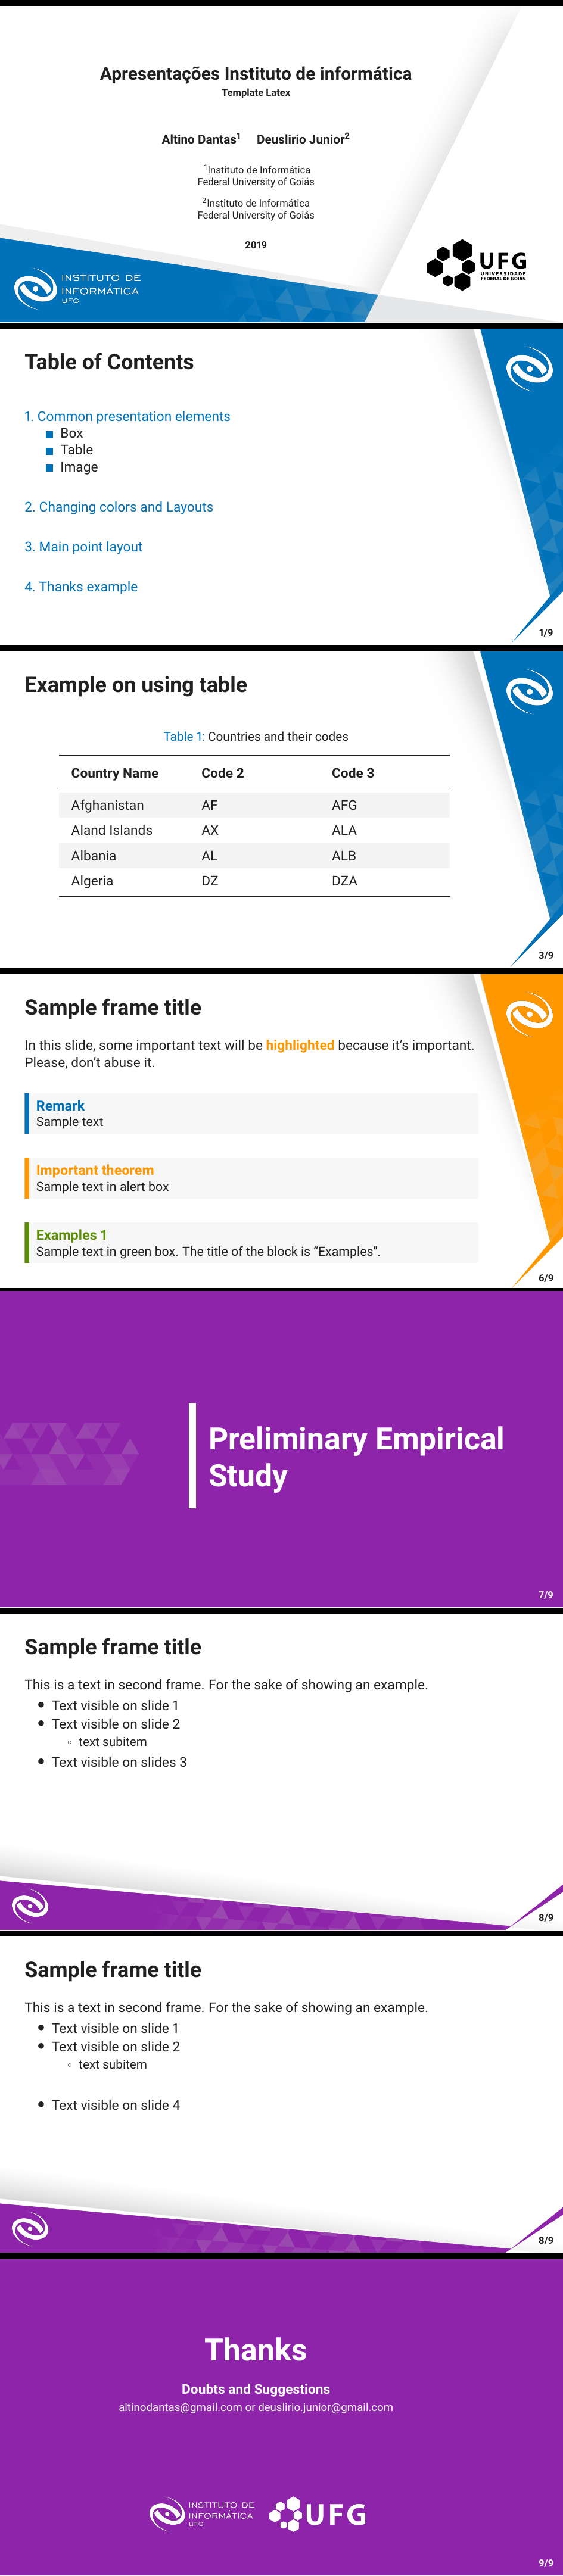 Apresentações Instituto de informática
Template Latex
Altino Dantas1 Deuslirio Junior2
1Instituto de Informática
Federal University of Goiás
2Instituto de Informática
Federal University of Goiás
2019
INSTITUTO DE
INFORMÁTICA
UFG
UFG
UNIVERSIDADE
FEDERAL DE GOIÁS
Table of Contents
1. Common presentation elements
Box
Table
Image
2. Changing colors and Layouts
3. Main point layout
4. Thanks example
1/9
Example on using table
Table 1: Countries and their codes
Country Name Code 2 Code 3
Afghanistan AF AFG
Aland Islands AX ALA
Albania AL ALB
Algeria DZ DZA
3/9
Sample frame title
In this slide, some important text will be highlighted because it's important.
Please, don't abuse it.
Remark
Sample text
Important theorem
Sample text in alert box
Examples 1
Sample text in green box. The title of the block is “Examples".
6/9
Preliminary Empirical
Study
7/9
Sample frame title
This is a text in second frame. For the sake of showing an example.
Text visible on slide 1
Text visible on slide 2
text subitem
Text visible on slides 3
8/9
Sample frame title
This is a text in second frame. For the sake of showing an example.
Text visible on slide 1
Text visible on slide 2
text subitem
Text visible on slide 4
8/9
Thanks
Doubts and Suggestions
altinodantas@gmail.com or deuslirio.junior@gmail.com
INSTITUTO DE
INFORMÁTICA
UFG
UFG
9/9